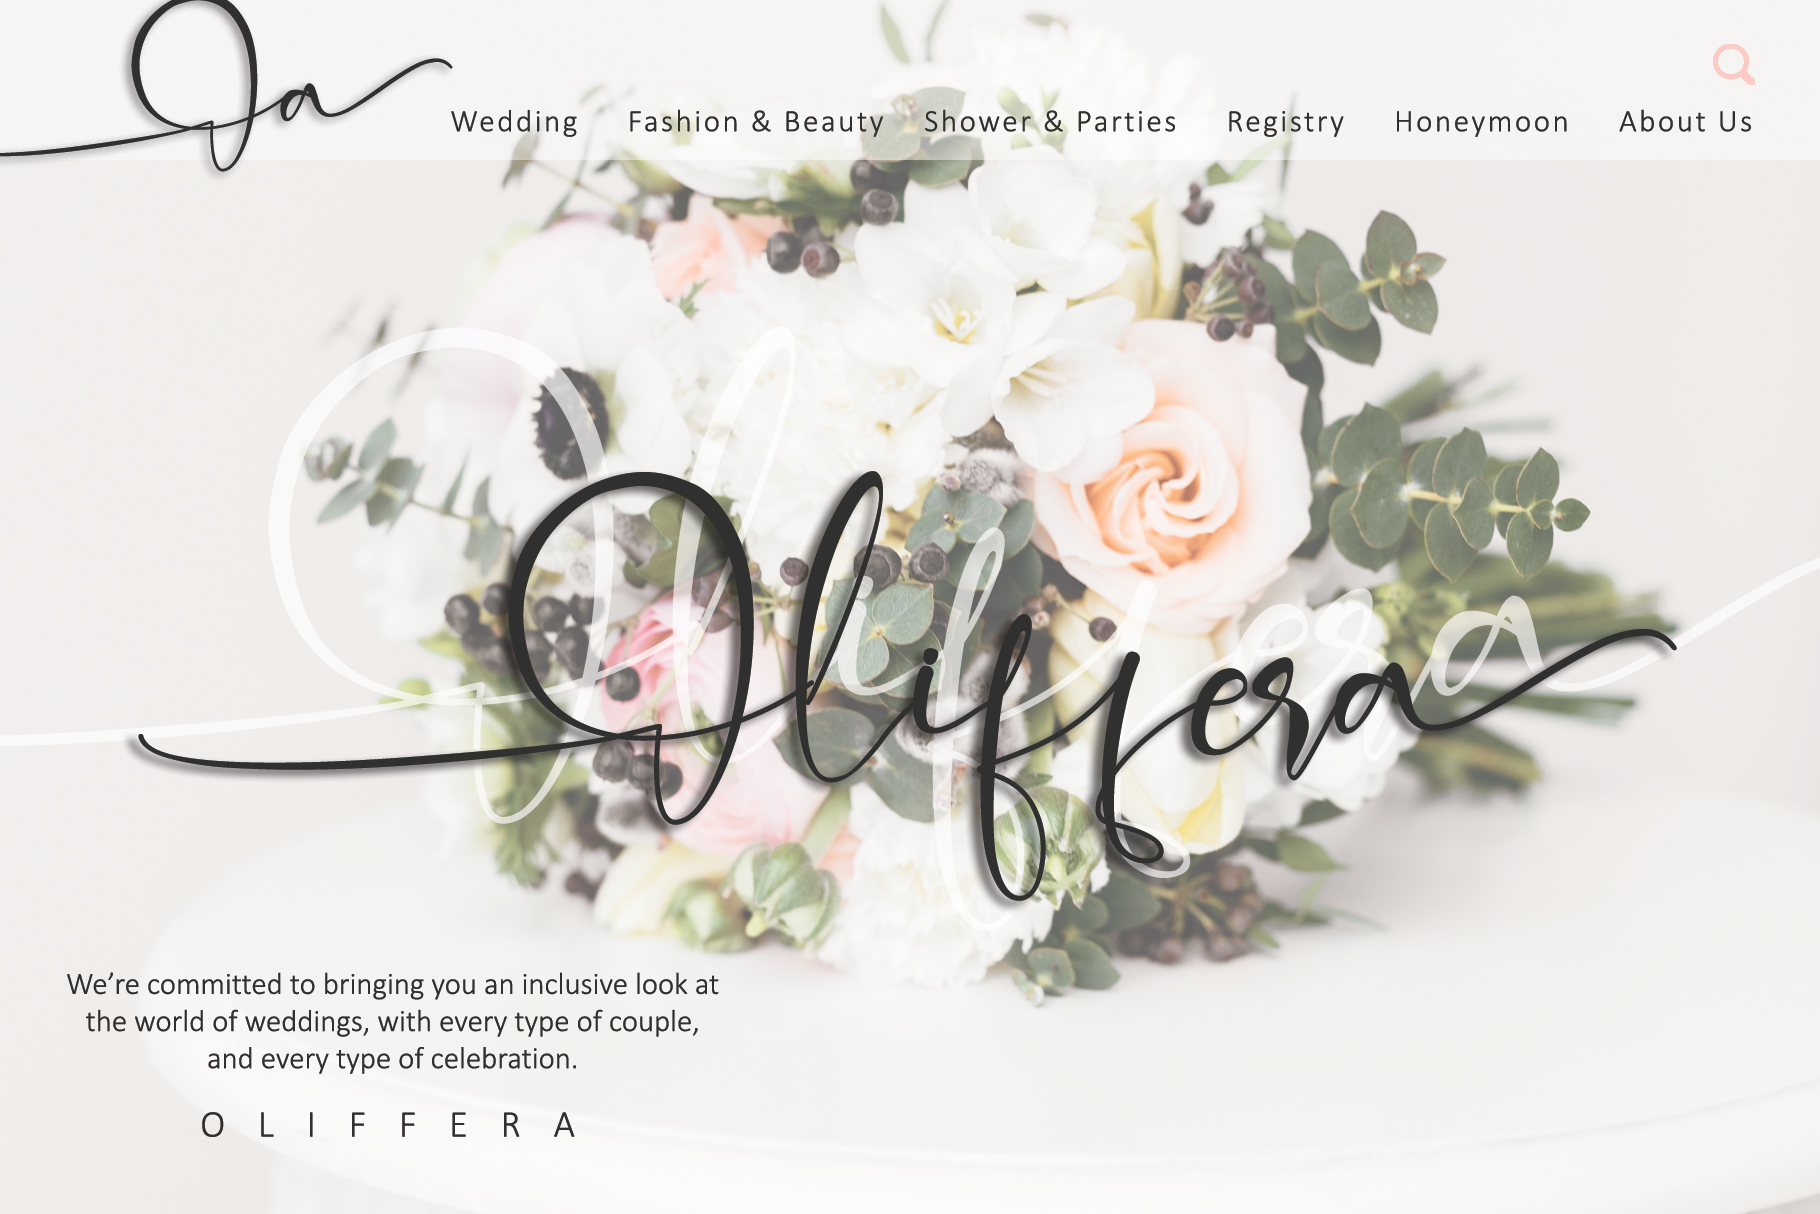 Oa
Wedding Fashion & Beauty Shower & Parties Registry Honeymoon About Us
Oliffera
Oliffera
We’re committed to bringing you an inclusive look at
the world of weddings, with every type of couple,
and every type of celebration.
OLIFFERA